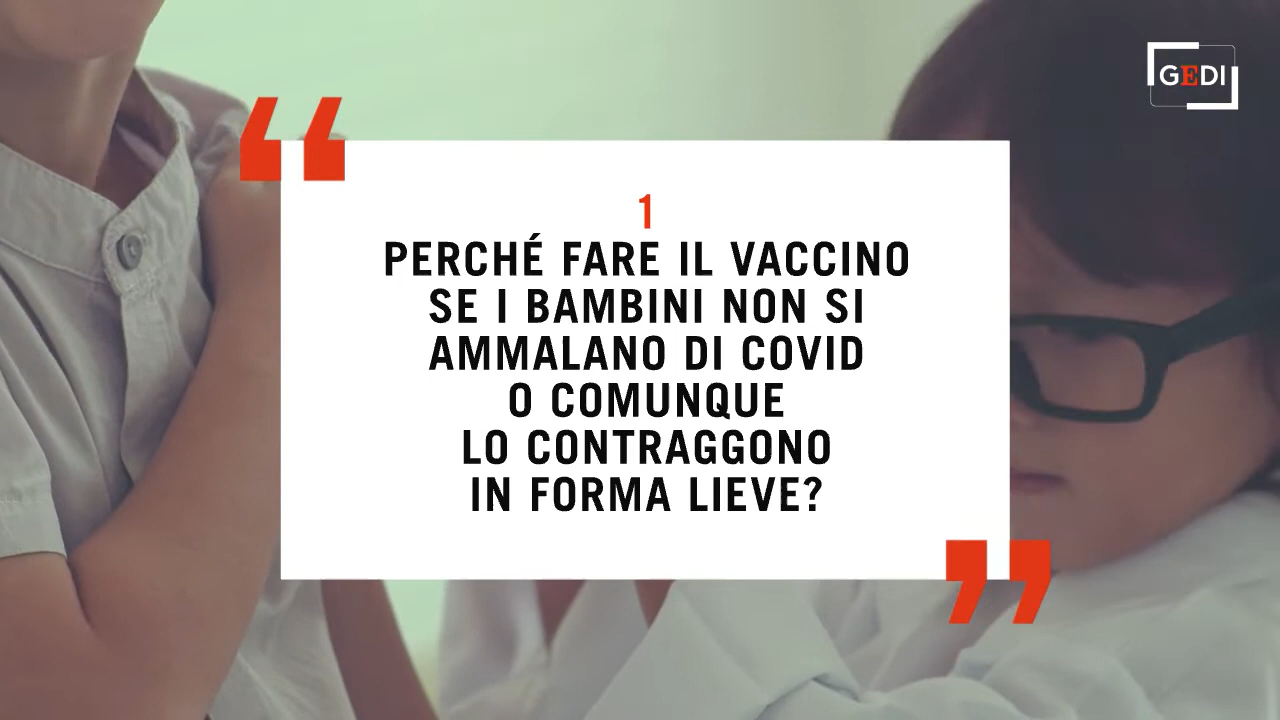 GEDI
“
1
PERCHÉ FARE IL VACCINO
SE I BAMBINI NON SI
AMMALANO DI COVID
O COMUNQUE
LO CONTRAGGONO
IN FORMA LIEVE?
”